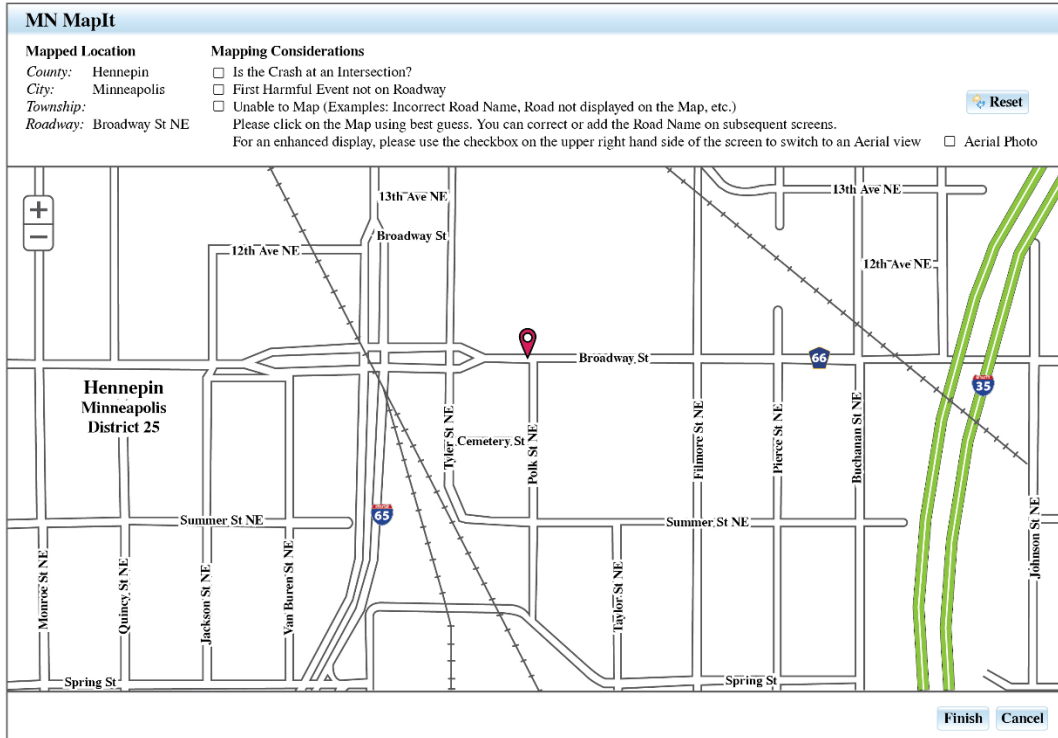 MN MapIt
Mapped Location
County: Hennepin
City: Minneapolis
Township:
Roadway: Broadway St NE
Mapping Considerations
Is the Crash at an Intersection?
First Harmful Event not on Roadway
Unable to Map (Examples: Incorrect Road Name, Road not displayed on the Map, etc.)
Please click on the Map using best guess. You can correct or add the Road Name on subsequent screens.
For an enhanced display, please use the checkbox on the upper right hand side of the screen to switch to an Aerial view
Reset
Aerial Photo
+
−
13th Ave NE
13th Ave NE
Broadway St
12th Ave NE
12th Ave NE
Broadway St
66
35
Hennepin
Minneapolis
District 25
Tyler St NE
Cemetery St
Polk St NE
Filmore St NE
Pierce St NE
Buchanan St NE
65
Summer St NE
Summer St NE
Monroe St NE
Quincy St NE
Jackson St NE
Van Buren St NE
Taylor St NE
Johnson St NE
Spring St
Spring St
Finish
Cancel